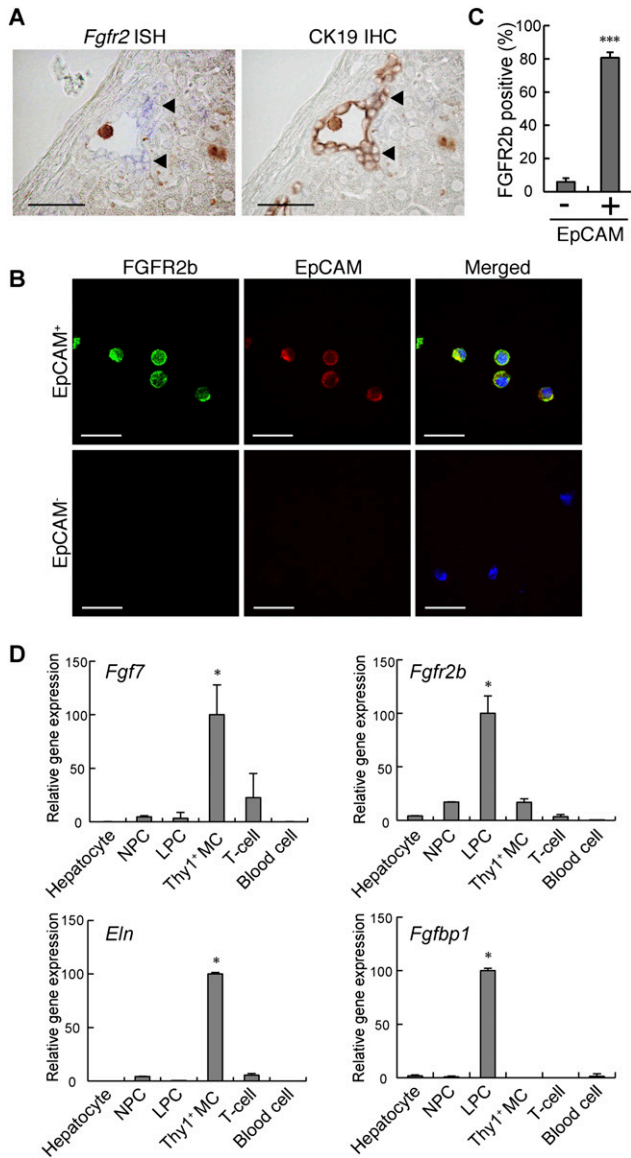 A
Fgfr2 ISH
CK19 IHC
C
FGFR2b positive (%)
100
80
60
40
20
0
***
- +
EpCAM
B
FGFR2b
EpCAM
Merged
EpCAM+
EpCAM-
D
Fgf7
Relative gene expression
150
100
50
0
*
Hepatocyte
NPC
LPC
Thy1+ MC
T-cell
Blood cell
Fgfr2b
Relative gene expression
150
100
50
0
*
Hepatocyte
NPC
LPC
Thy1+ MC
T-cell
Blood cell
Eln
Relative gene expression
150
100
50
0
*
Hepatocyte
NPC
LPC
Thy1+ MC
T-cell
Blood cell
Fgfbp1
Relative gene expression
150
100
50
0
*
Hepatocyte
NPC
LPC
Thy1+ MC
T-cell
Blood cell